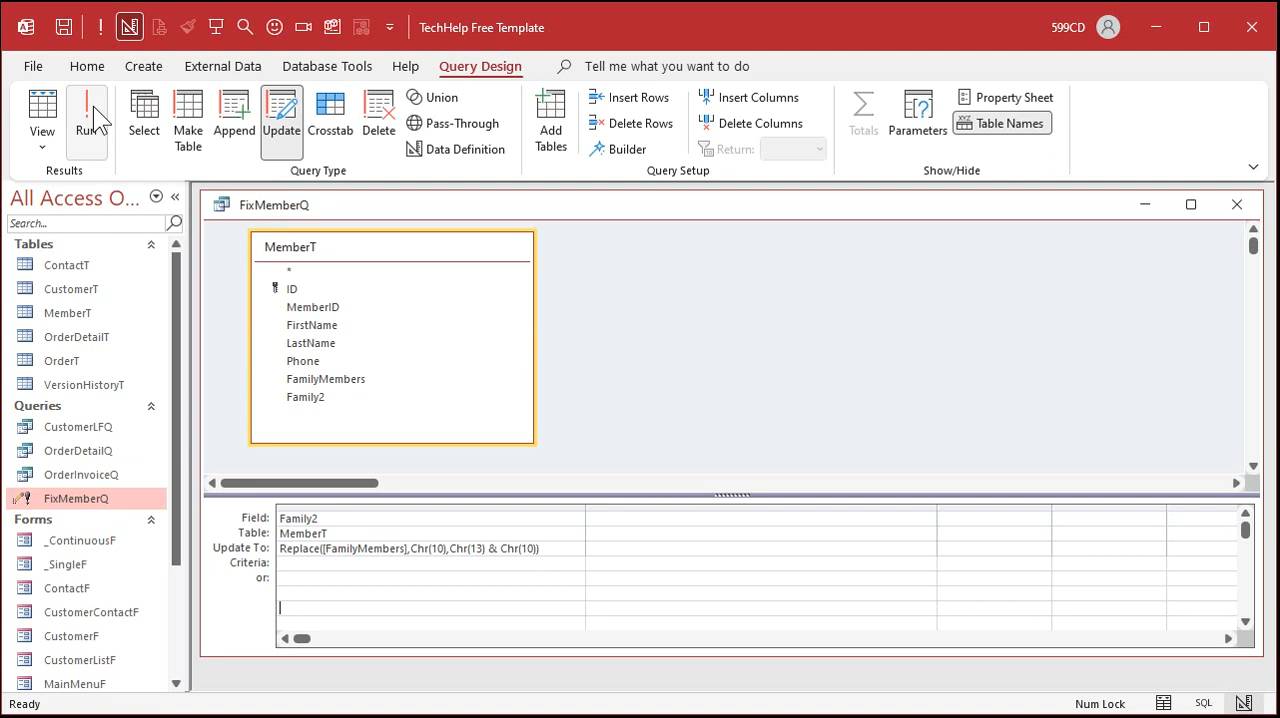 TechHelp Free Template
599CD
File Home Create External Data Database Tools Help Query Design Tell me what you want to do
View
Run
Select
Make Table
Append
Update
Crosstab
Delete
Union
Pass-Through
Data Definition
Add Tables
Insert Rows
Delete Rows
Builder
Insert Columns
Delete Columns
Return:
Totals
Parameters
Property Sheet
Table Names
Results
Query Type
Query Setup
Show/Hide
All Access O...
Search...
Tables
ContactT
CustomerT
MemberT
OrderDetailT
OrderT
VersionHistoryT
Queries
CustomerLFQ
OrderDetailQ
OrderInvoiceQ
FixMemberQ
Forms
_ContinuousF
_SingleF
ContactF
CustomerContactF
CustomerF
CustomerListF
MainMenuF
FixMemberQ
MemberT
*
ID
MemberID
FirstName
LastName
Phone
FamilyMembers
Family2
Field: Family2
Table: MemberT
Update To: Replace([FamilyMembers],Chr(10),Chr(13) & Chr(10))
Criteria:
or:
Ready
Num Lock
SQL